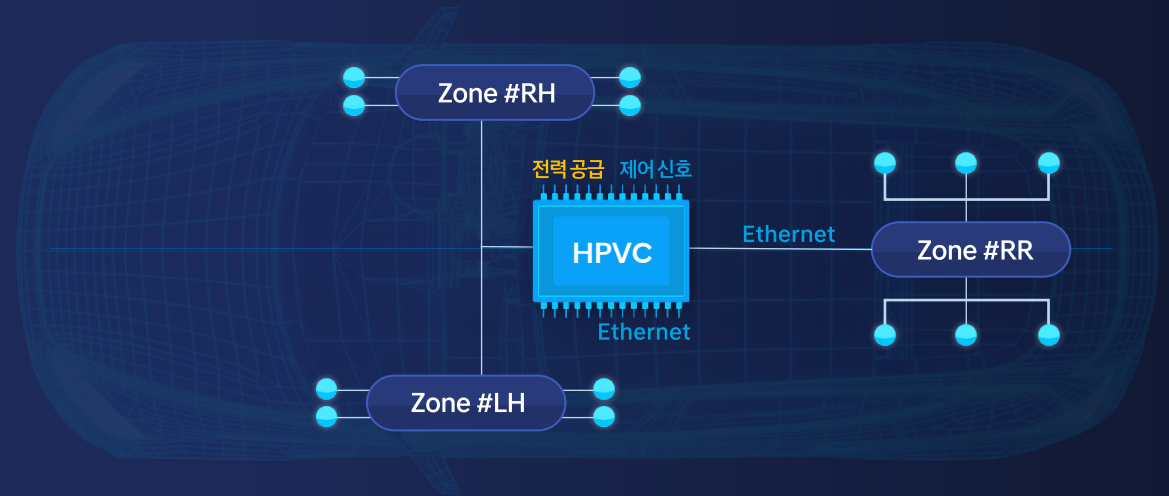 Zone #RH
전력 공급 제어 신호
HPVC
Ethernet
Zone #RR
Ethernet
Zone #LH